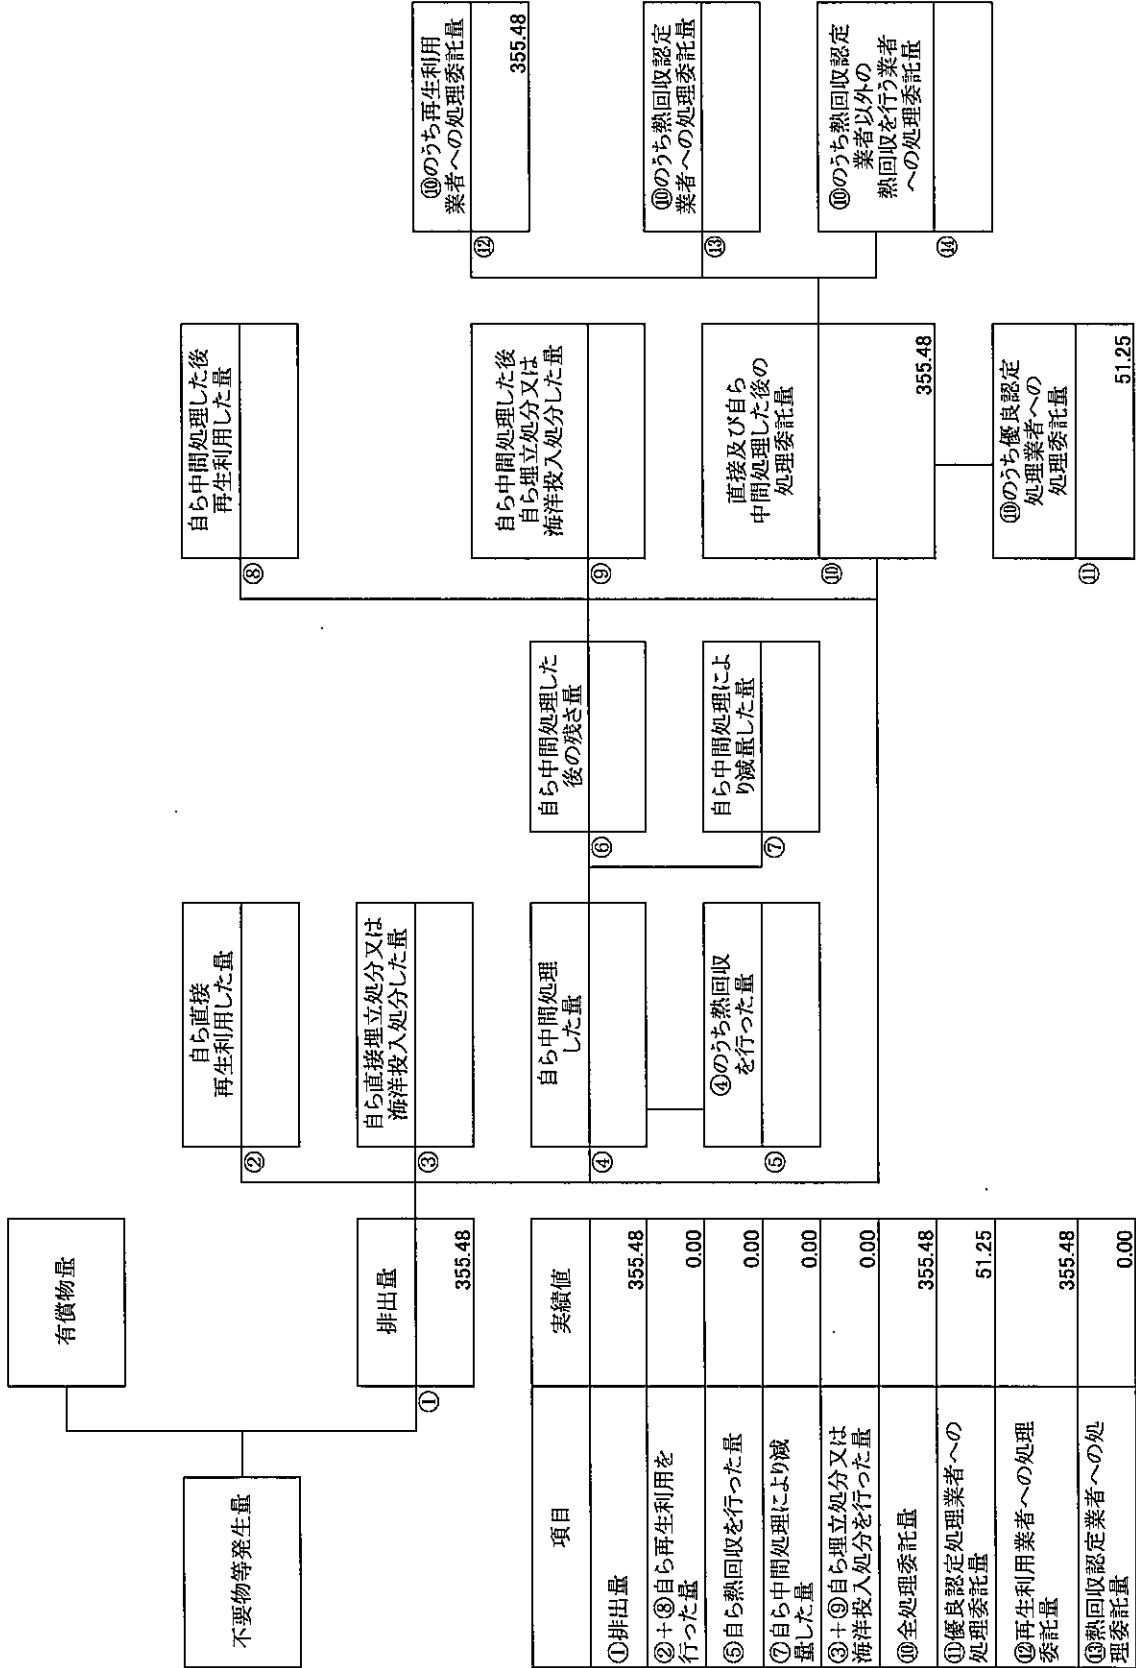 不要物等発生量
有償物量
①
排出量
355.48
②
自ら直接
再生利用した量
③
自ら直接埋立処分又は
海洋投入処分した量
④
自ら中間処理
した量
⑤
④のうち熱回収
を行った量
⑥
自ら中間処理した
後の残さ量
⑦
自ら中間処理によ
り減量した量
⑧
自ら中間処理した後
再生利用した量
⑨
自ら中間処理した後
自ら埋立処分又は
海洋投入処分した量
⑩
直接及び自ら
中間処理した後の
処理委託量
355.48
⑪
⑩のうち優良認定
処理業者への
処理委託量
51.25
⑫
⑩のうち再生利用
業者への処理委託量
355.48
⑬
⑩のうち熱回収認定
業者への処理委託量
⑭
⑩のうち熱回収認定
業者以外の
熱回収を行う業者
への処理委託量
項目
実績値
①排出量
355.48
②+⑧自ら再生利用を
行った量
0.00
⑤自ら熱回収を行った量
0.00
⑦自ら中間処理により減
量した量
0.00
③+⑨自ら埋立処分又は
海洋投入処分を行った量
0.00
⑩全処理委託量
355.48
⑪優良認定処理業者への
処理委託量
51.25
⑫再生利用業者への処理
委託量
355.48
⑬熱回収認定業者への処
理委託量
0.00